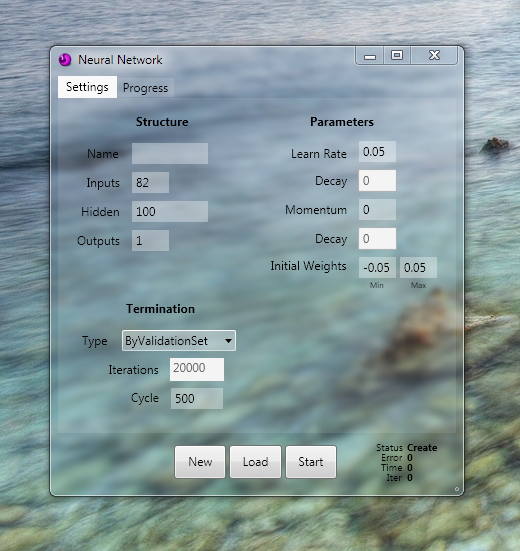 Neural Network
Settings Progress
Structure
Name
Inputs 82
Hidden 100
Outputs 1
Parameters
Learn Rate 0.05
Decay 0
Momentum 0
Decay 0
Initial Weights -0.05 0.05
Min Max
Termination
Type ByValidationSet
Iterations 20000
Cycle 500
New Load Start
Status Create
Error 0
Time 0
Iter 0